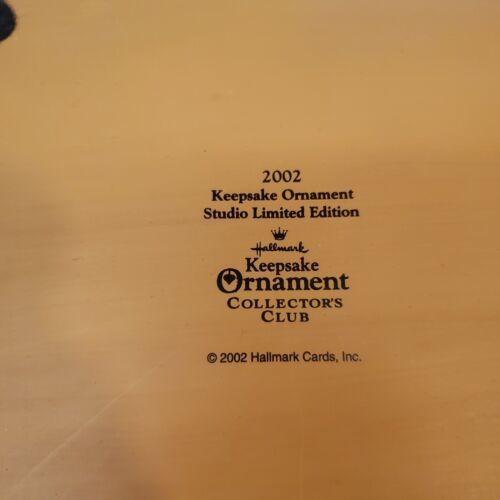 2002
Keepsake Ornament
Studio Limited Edition
Hallmark
Keepsake
Ornament
COLLECTOR'S
CLUB
© 2002 Hallmark Cards, Inc.